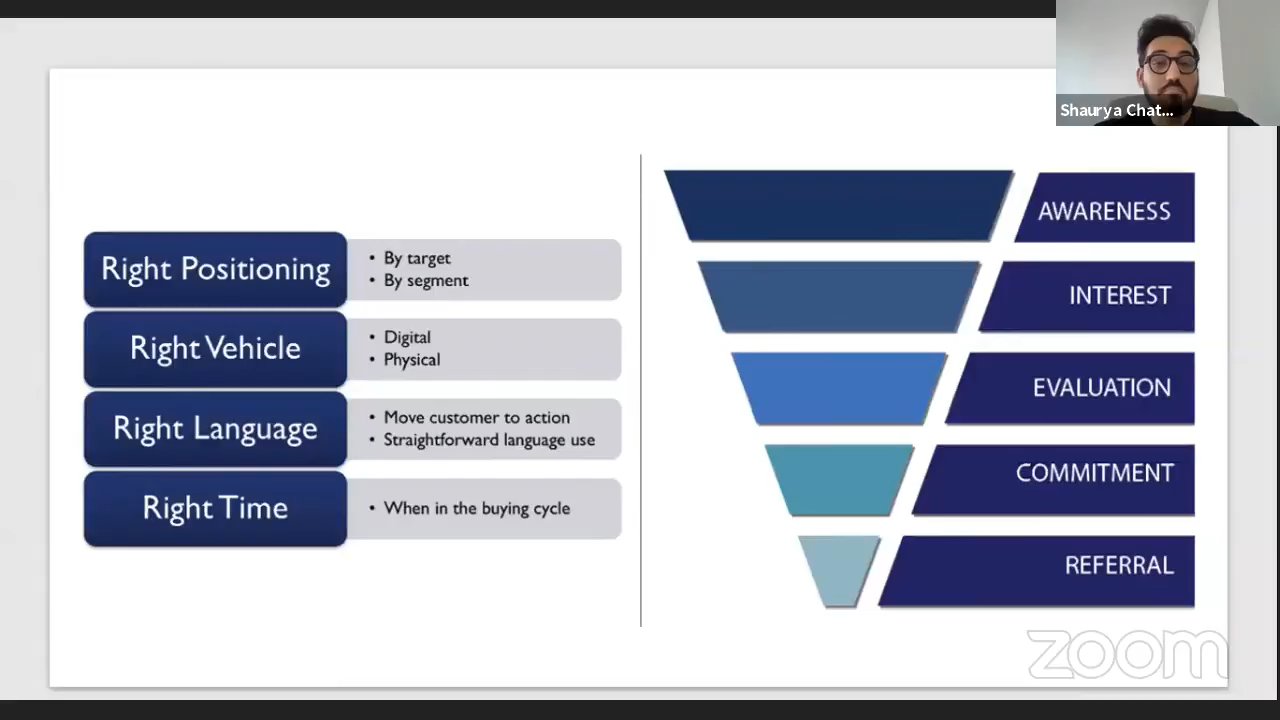 Shaurya Chat...
Right Positioning
• By target
• By segment
Right Vehicle
• Digital
• Physical
Right Language
• Move customer to action
• Straightforward language use
Right Time
• When in the buying cycle
AWARENESS
INTEREST
EVALUATION
COMMITMENT
REFERRAL
zoom